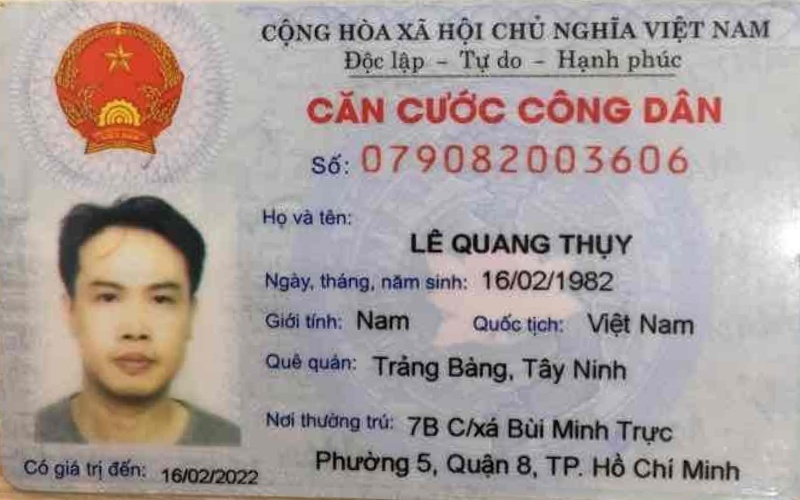 CỘNG HÒA XÃ HỘI CHỦ NGHĨA VIỆT NAM
Độc lập - Tự do - Hạnh phúc
CĂN CƯỚC CÔNG DÂN
Số: 079082003606
Họ và tên:
LÊ QUANG THỤY
Ngày, tháng, năm sinh: 16/02/1982
Giới tính: Nam Quốc tịch: Việt Nam
Quê quán: Trảng Bàng, Tây Ninh
Nơi thường trú: 7B C/xá Bùi Minh Trực
Phường 5, Quận 8, TP. Hồ Chí Minh
Có giá trị đến: 16/02/2022